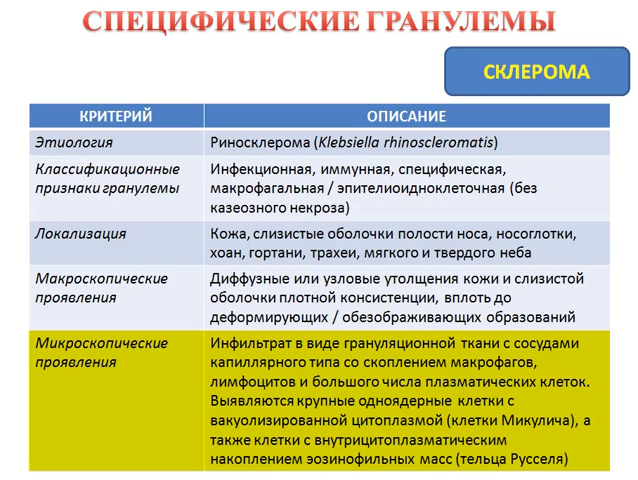 СПЕЦИФИЧЕСКИЕ ГРАНУЛЕМЫ
СКЛЕРОМА
КРИТЕРИЙ
ОПИСАНИЕ
Этиология
Риносклерома (Klebsiella rhinoscleromatis)
Классификационные
признаки гранулемы
Инфекционная, иммунная, специфическая,
макрофагальная / эпителиоидноклеточная (без
казеозного некроза)
Локализация
Кожа, слизистые оболочки полости носа, носоглотки,
хоан, гортани, трахеи, мягкого и твердого неба
Макроскопические
проявления
Диффузные или узловые утолщения кожи и слизистой
оболочки плотной консистенции, вплоть до
деформирующих / обезображивающих образований
Микроскопические
проявления
Инфильтрат в виде грануляционной ткани с сосудами
капиллярного типа со скоплением макрофагов,
лимфоцитов и большого числа плазматических клеток.
Выявляются крупные одноядерные клетки с
вакуолизированной цитоплазмой (клетки Микулича), а
также клетки с внутрицитоплазматическим
накоплением эозинофильных масс (тельца Русселя)